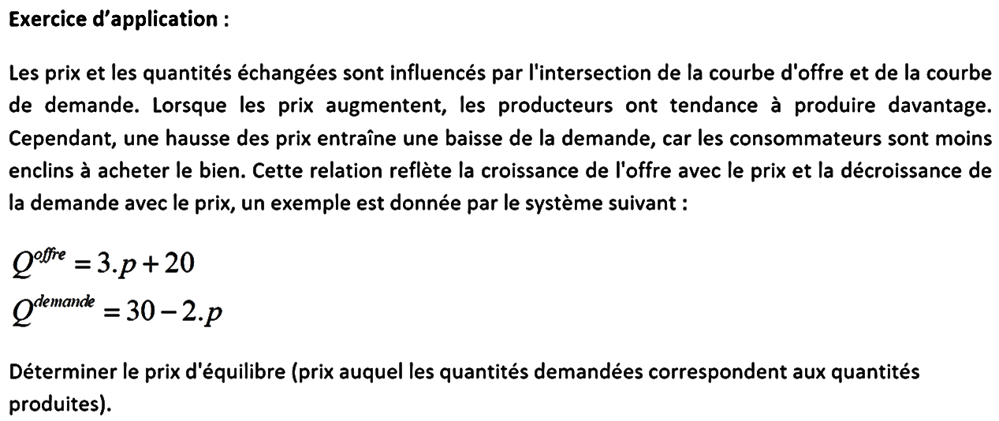 Exercice d'application :
Les prix et les quantités échangées sont influencés par l'intersection de la courbe d'offre et de la courbe
de demande. Lorsque les prix augmentent, les producteurs ont tendance à produire davantage.
Cependant, une hausse des prix entraîne une baisse de la demande, car les consommateurs sont moins
enclins à acheter le bien. Cette relation reflète la croissance de l'offre avec le prix et la décroissance de
la demande avec le prix, un exemple est donnée par le système suivant :
Q^offre = 3.p + 20
Q^demande = 30 − 2.p
Déterminer le prix d'équilibre (prix auquel les quantités demandées correspondent aux quantités
produites).